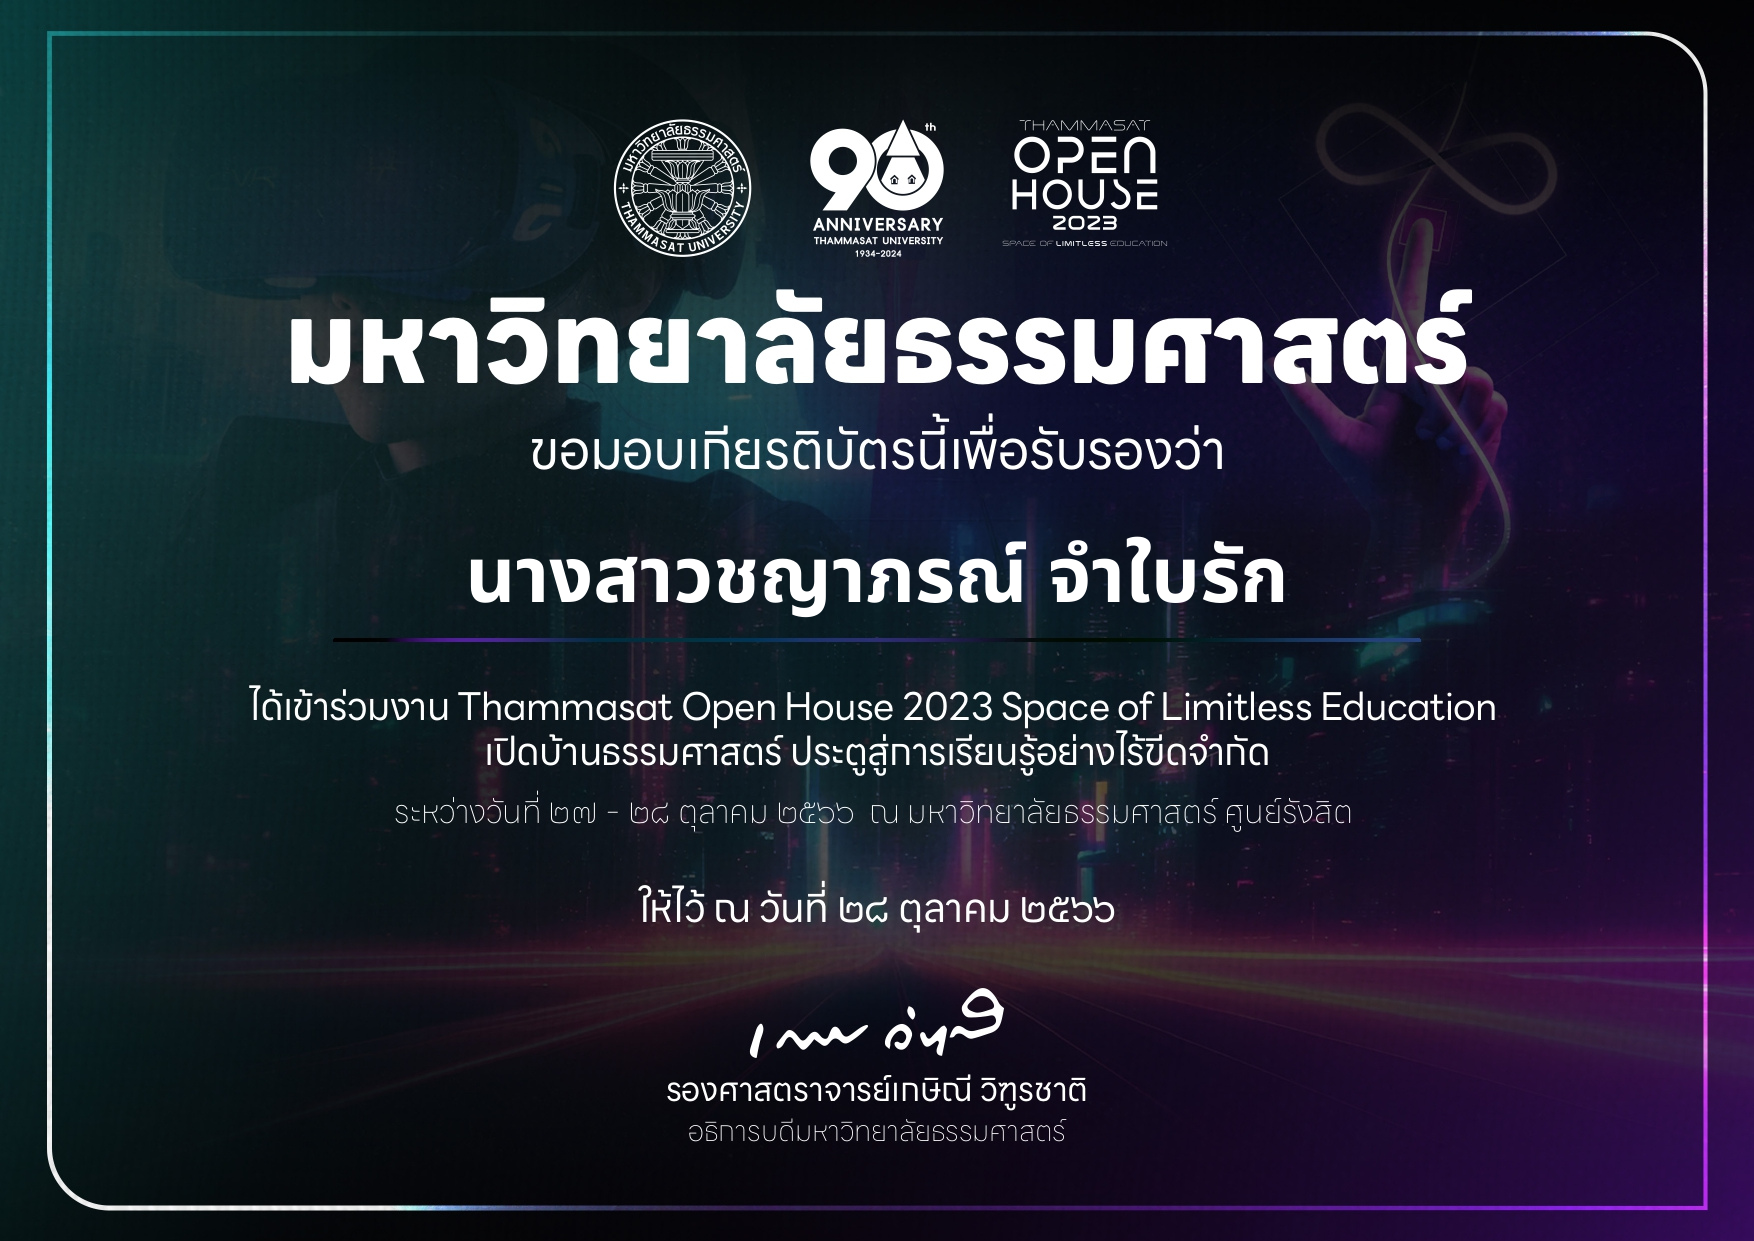 มหาวิทยาลัยธรรมศาสตร์
THAMMASAT UNIVERSITY
90th
ANNIVERSARY
THAMMASAT UNIVERSITY
1934-2024
THAMMASAT
OPEN
HOUSE
2023
SPACE OF LIMITLESS EDUCATION
มหาวิทยาลัยธรรมศาสตร์
ขอมอบเกียรติบัตรนี้เพื่อรับรองว่า
นางสาวชญาภรณ์ จำใบรัก
ได้เข้าร่วมงาน Thammasat Open House 2023 Space of Limitless Education
เปิดบ้านธรรมศาสตร์ ประตูสู่การเรียนรู้อย่างไร้ขีดจำกัด
ระหว่างวันที่ ๒๗ - ๒๘ ตุลาคม ๒๕๖๖ ณ มหาวิทยาลัยธรรมศาสตร์ ศูนย์รังสิต
ให้ไว้ ณ วันที่ ๒๘ ตุลาคม ๒๕๖๖
รองศาสตราจารย์เกษิณี วิฑูรชาติ
อธิการบดีมหาวิทยาลัยธรรมศาสตร์